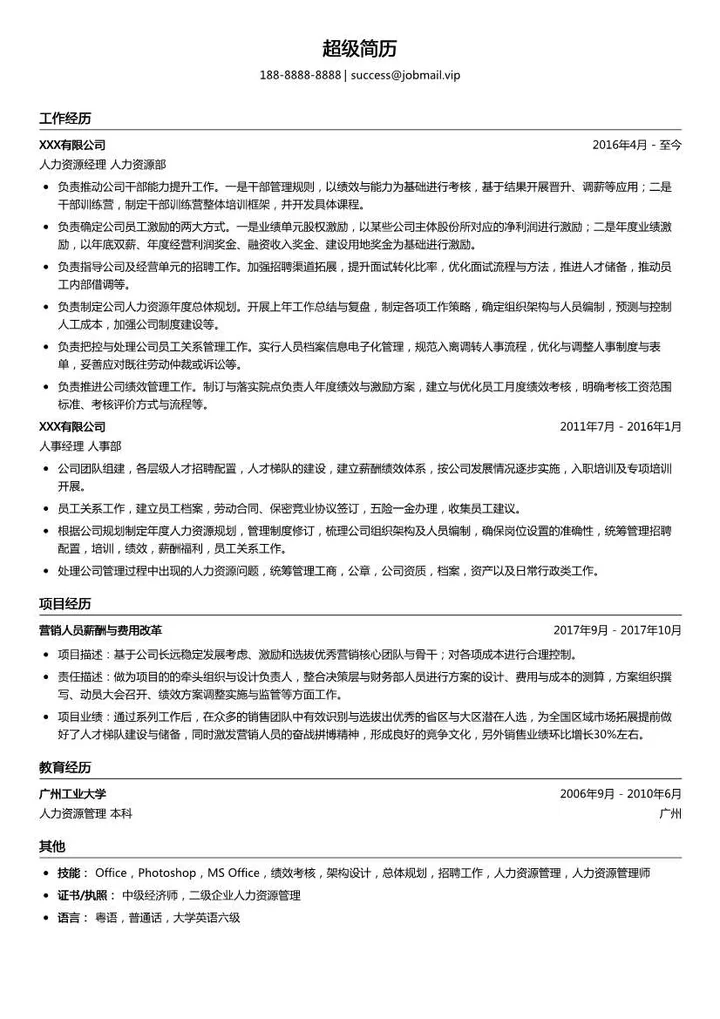 超级简历
188-8888-8888 | success@jobmail.vip
工作经历
XXX有限公司 2016年4月 - 至今
人力资源经理 人力资源部
• 负责推动公司干部能力提升工作。一是干部管理规则，以绩效与能力为基础进行考核，基于结果开展晋升、调薪等应用；二是
干部训练营，制定干部训练营整体培训框架，并开发具体课程。
• 负责确定公司员工激励的两大方式。一是业绩单元股权激励，以某些公司主体股份所对应的净利润进行激励；二是年度业绩激
励，以年底双薪、年度经营利润奖金、融资收入奖金、建设用地奖金为基础进行激励。
• 负责指导公司及经营单元的招聘工作。加强招聘渠道拓展，提升面试转化比率，优化面试流程与方法，推进人才储备，推动员
工内部借调等。
• 负责制定公司人力资源年度总体规划。开展上年工作总结与复盘，制定各项工作策略，确定组织架构与人员编制，预测与控制
人工成本，加强公司制度建设等。
• 负责把控与处理公司员工关系管理工作。实行人员档案信息电子化管理，规范入离调转人事流程，优化与调整人事制度与表
单，妥善应对既往劳动仲裁或诉讼等。
• 负责推进公司绩效管理工作。制订与落实院点负责人年度绩效与激励方案，建立与优化员工月度绩效考核，明确考核工资范围
标准、考核评价方式与流程等。
XXX有限公司 2011年7月 - 2016年1月
人事经理 人事部
• 公司团队组建，各层级人才招聘配置，人才梯队的建设，建立薪酬绩效体系，按公司发展情况逐步实施，入职培训及专项培训
开展。
• 员工关系工作，建立员工档案，劳动合同、保密竞业协议签订，五险一金办理，收集员工建议。
• 根据公司规划制定年度人力资源规划，管理制度修订，梳理公司组织架构及人员编制，确保岗位设置的准确性，统筹管理招聘
配置，培训，绩效，薪酬福利，员工关系工作。
• 处理公司管理过程中出现的人力资源问题，统筹管理工商，公章，公司资质，档案，资产以及日常行政类工作。
项目经历
营销人员薪酬与费用改革 2017年9月 - 2017年10月
• 项目描述：基于公司长远稳定发展考虑、激励和选拔优秀营销核心团队与骨干；对各项成本进行合理控制。
• 责任描述：做为项目的的牵头组织与设计负责人，整合决策层与财务部人员进行方案的设计、费用与成本的测算，方案组织撰
写、动员大会召开、绩效方案调整实施与监管等方面工作。
• 项目业绩：通过系列工作后，在众多的销售团队中有效识别与选拔出优秀的省区与大区潜在人选，为全国区域市场拓展提前做
好了人才梯队建设与储备，同时激发营销人员的奋战拼搏精神，形成良好的竞争文化，另外销售业绩环比增长30%左右。
教育经历
广州工业大学 2006年9月 - 2010年6月
人力资源管理 本科 广州
其他
• 技能： Office，Photoshop，MS Office，绩效考核，架构设计，总体规划，招聘工作，人力资源管理，人力资源管理师
• 证书/执照： 中级经济师，二级企业人力资源管理
• 语言： 粤语，普通话，大学英语六级